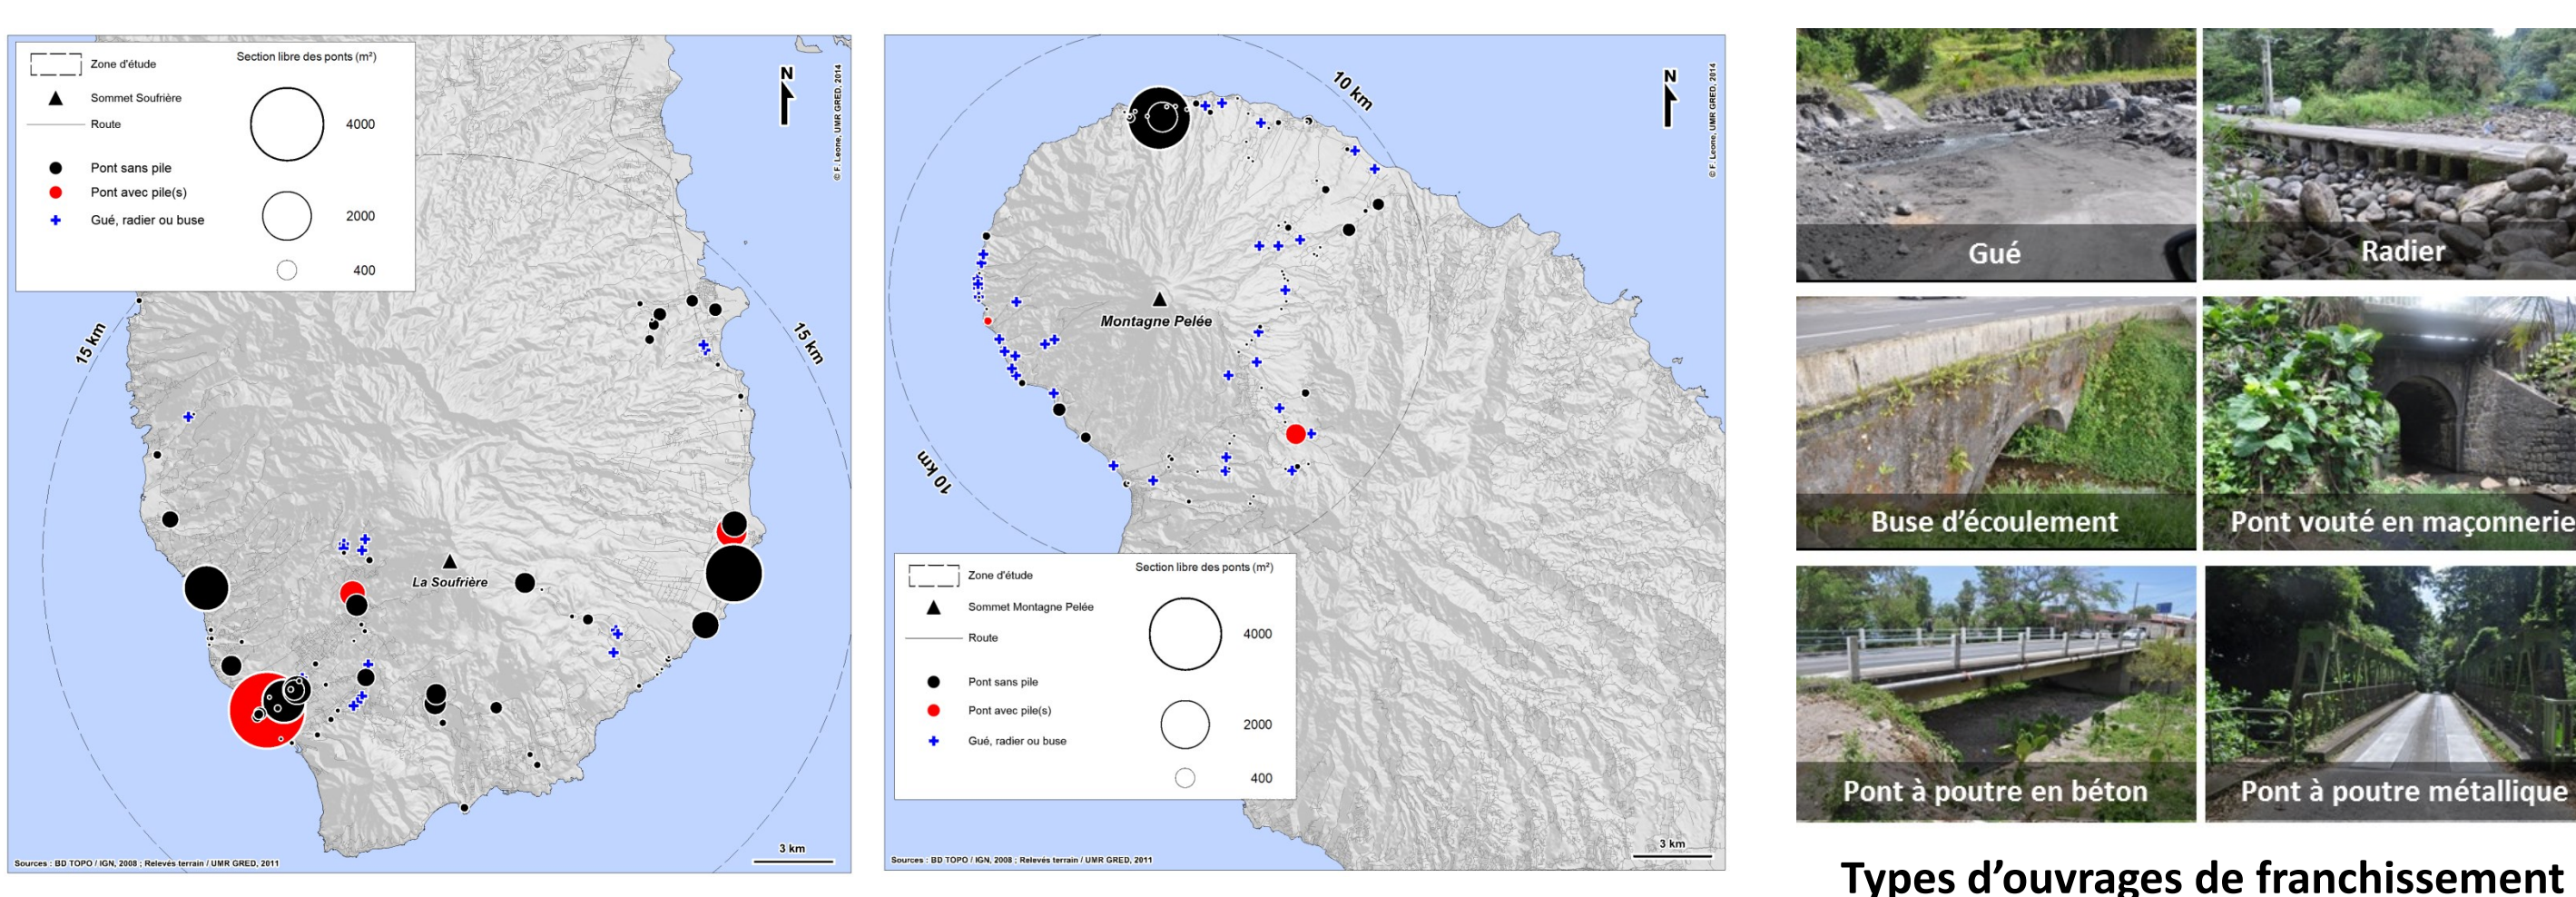 Zone d'étude
Section libre des ponts (m²)
Sommet Soufrière
Route
4000
Pont sans pile
Pont avec pile(s)
2000
Gué, radier ou buse
400
N
© F. Leone, UMR GRED, 2014
15 km
15 km
La Soufrière
3 km
Sources : BD TOPO / IGN, 2008 ; Relevés terrain / UMR GRED, 2011
10 km
N
© F. Leone, UMR GRED, 2014
Montagne Pelée
10 km
Zone d'étude
Section libre des ponts (m²)
Sommet Montagne Pelée
Route
4000
Pont sans pile
Pont avec pile(s)
2000
Gué, radier ou buse
400
3 km
Sources : BD TOPO / IGN, 2008 ; Relevés terrain / UMR GRED, 2011
Gué
Radier
Buse d'écoulement
Pont vouté en maçonnerie
Pont à poutre en béton
Pont à poutre métallique
Types d'ouvrages de franchissement